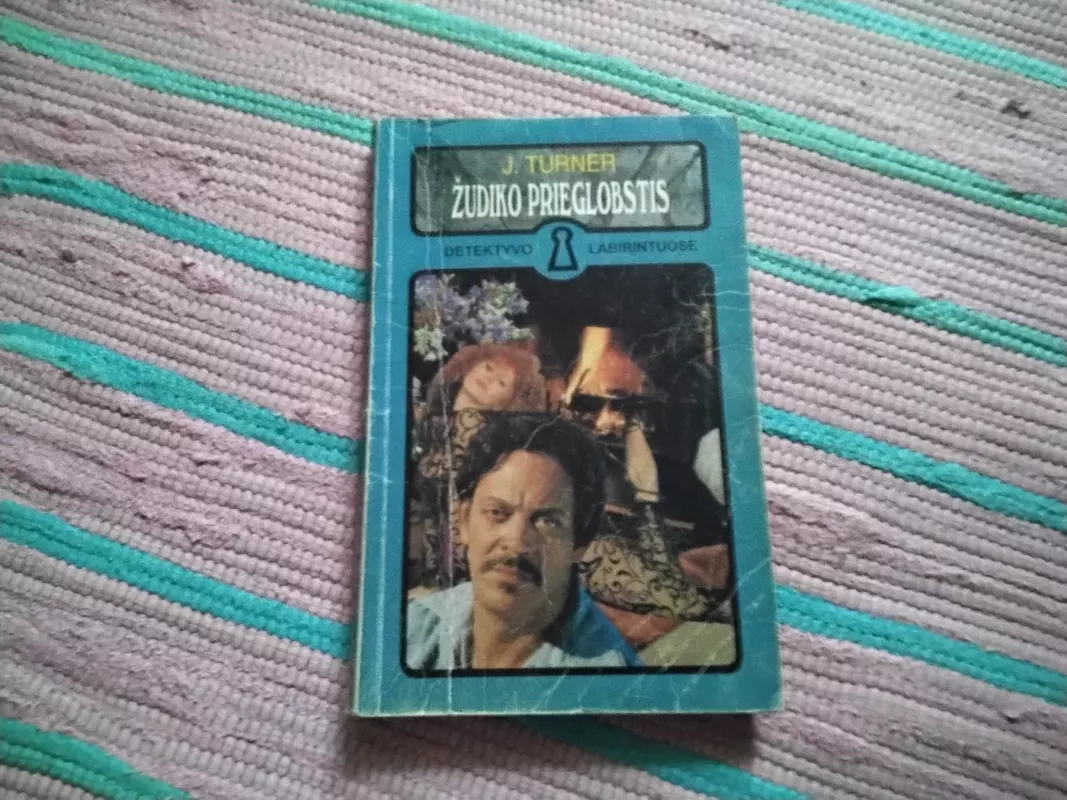 J. TURNER
ŽUDIKO PRIEGLOBSTIS
DETEKTYVO LABIRINTUOSE